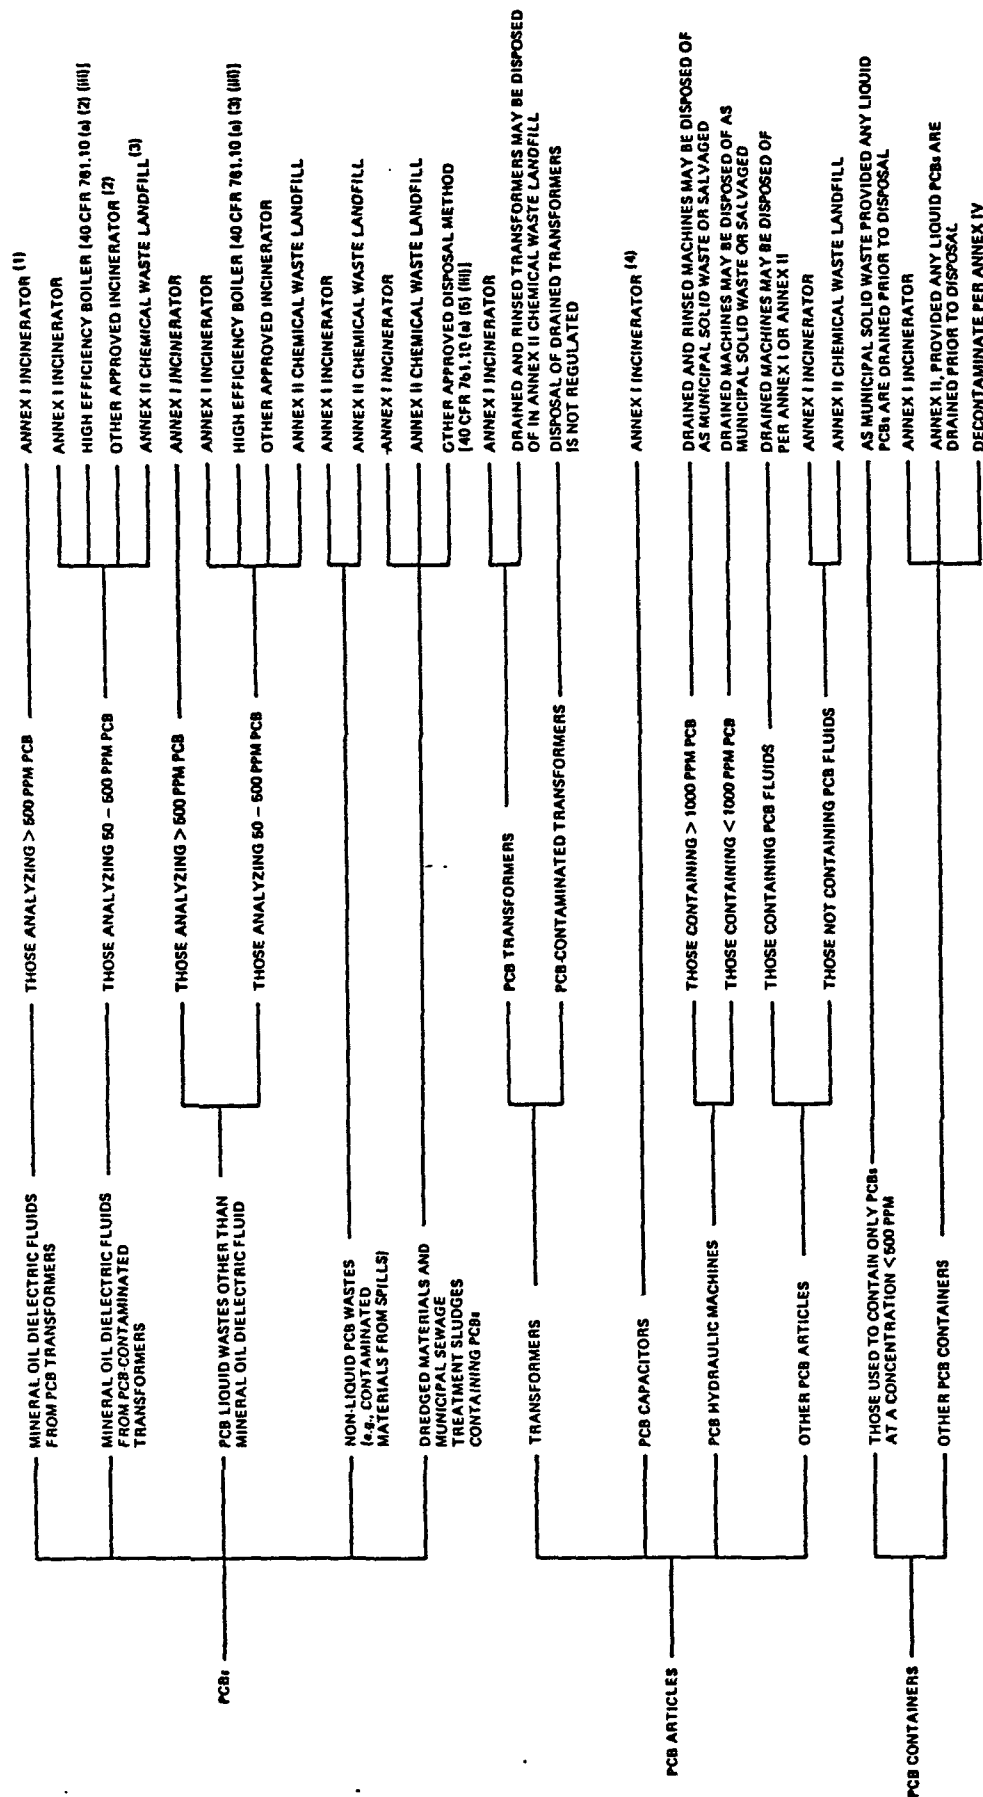 PCBs
MINERAL OIL DIELECTRIC FLUIDS
FROM PCB TRANSFORMERS
THOSE ANALYZING > 500 PPM PCB
ANNEX I INCINERATOR (1)
MINERAL OIL DIELECTRIC FLUIDS
FROM PCB-CONTAMINATED
TRANSFORMERS
THOSE ANALYZING 50 – 500 PPM PCB
ANNEX I INCINERATOR
HIGH EFFICIENCY BOILER [40 CFR 761.10 (a) (2) (iii)]
OTHER APPROVED INCINERATOR (2)
ANNEX II CHEMICAL WASTE LANDFILL (3)
PCB LIQUID WASTES OTHER THAN
MINERAL OIL DIELECTRIC FLUID
THOSE ANALYZING > 500 PPM PCB
ANNEX I INCINERATOR
THOSE ANALYZING 50 – 500 PPM PCB
ANNEX I INCINERATOR
HIGH EFFICIENCY BOILER [40 CFR 761.10 (a) (3) (iii)]
OTHER APPROVED INCINERATOR
ANNEX II CHEMICAL WASTE LANDFILL
NON-LIQUID PCB WASTES
(e.g., CONTAMINATED
MATERIALS FROM SPILLS)
ANNEX I INCINERATOR
ANNEX II CHEMICAL WASTE LANDFILL
DREDGED MATERIALS AND
MUNICIPAL SEWAGE
TREATMENT SLUDGES
CONTAINING PCBs
ANNEX I INCINERATOR
ANNEX II CHEMICAL WASTE LANDFILL
OTHER APPROVED DISPOSAL METHOD
[40 CFR 761.10 (a) (5) (iii)]
PCB ARTICLES
TRANSFORMERS
PCB TRANSFORMERS
ANNEX I INCINERATOR
DRAINED AND RINSED TRANSFORMERS MAY BE DISPOSED
OF IN ANNEX II CHEMICAL WASTE LANDFILL
PCB-CONTAMINATED TRANSFORMERS
DISPOSAL OF DRAINED TRANSFORMERS
IS NOT REGULATED
PCB CAPACITORS
ANNEX I INCINERATOR (4)
PCB HYDRAULIC MACHINES
THOSE CONTAINING > 1000 PPM PCB
DRAINED AND RINSED MACHINES MAY BE DISPOSED OF
AS MUNICIPAL SOLID WASTE OR SALVAGED
THOSE CONTAINING < 1000 PPM PCB
DRAINED MACHINES MAY BE DISPOSED OF AS
MUNICIPAL SOLID WASTE OR SALVAGED
OTHER PCB ARTICLES
THOSE CONTAINING PCB FLUIDS
DRAINED MACHINES MAY BE DISPOSED OF
PER ANNEX I OR ANNEX II
THOSE NOT CONTAINING PCB FLUIDS
ANNEX I INCINERATOR
ANNEX II CHEMICAL WASTE LANDFILL
PCB CONTAINERS
THOSE USED TO CONTAIN ONLY PCBs
AT A CONCENTRATION < 500 PPM
AS MUNICIPAL SOLID WASTE PROVIDED ANY LIQUID
PCBs ARE DRAINED PRIOR TO DISPOSAL
OTHER PCB CONTAINERS
ANNEX I INCINERATOR
ANNEX II, PROVIDED ANY LIQUID PCBs ARE
DRAINED PRIOR TO DISPOSAL
DECONTAMINATE PER ANNEX IV